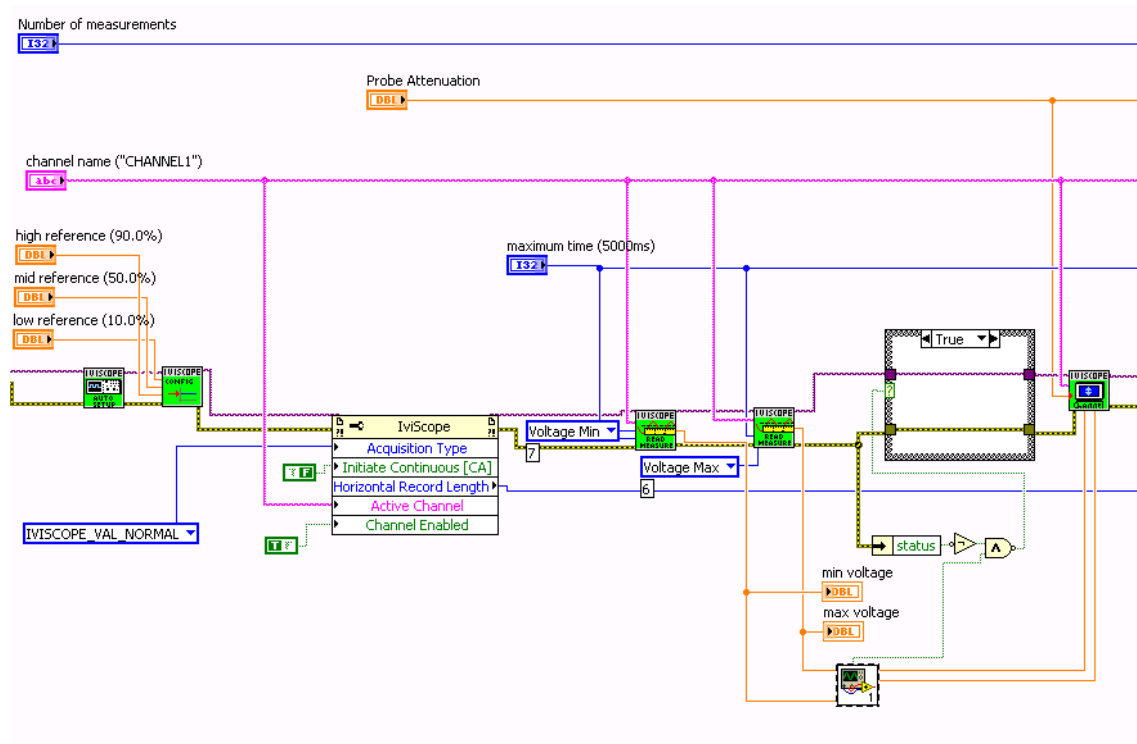 Number of measurements
I32
Probe Attenuation
DBL
channel name ("CHANNEL1")
abc
high reference (90.0%)
DBL
mid reference (50.0%)
DBL
low reference (10.0%)
DBL
maximum time (5000ms)
I32
True
?
IVISCOPE
AUTO
SETUP
IVISCOPE
CONFIG
IviScope
Acquisition Type
Initiate Continuous [CA]
Horizontal Record Length
Active Channel
Channel Enabled
F
T
IVISCOPE_VAL_NORMAL
Voltage Min
7
IVISCOPE
READ
MEASURE
Voltage Max
6
IVISCOPE
READ
MEASURE
IVISCOPE
Channel
status
min voltage
DBL
max voltage
DBL
1